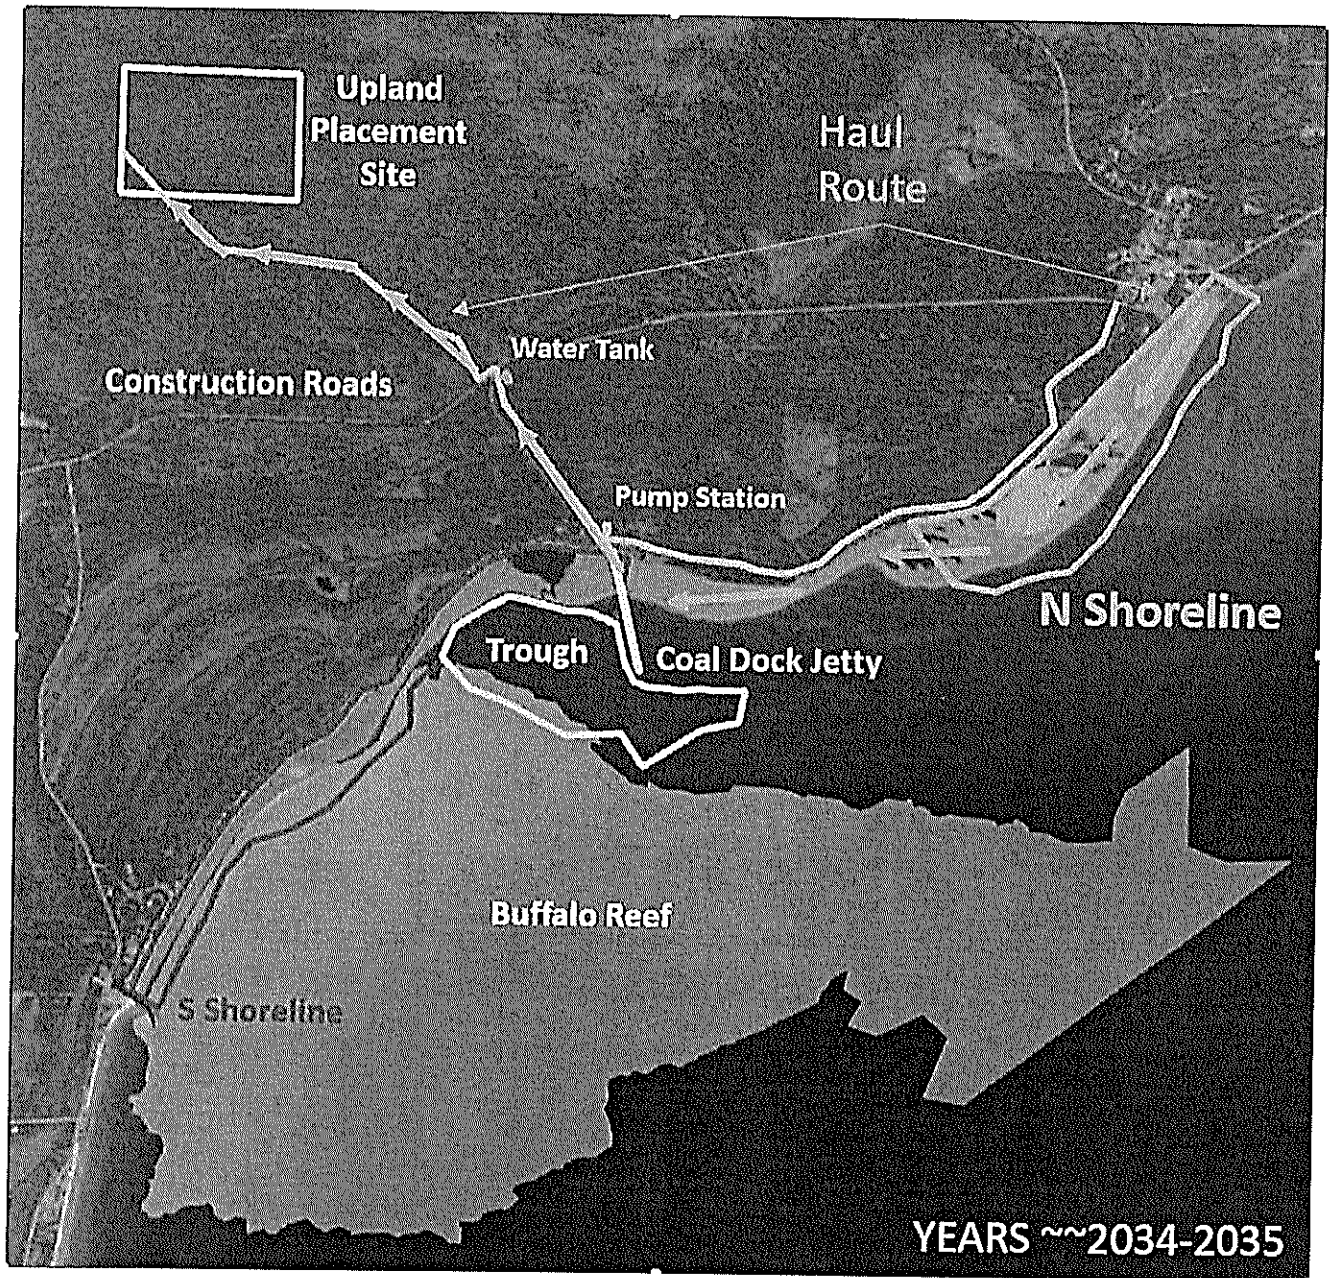 Upland
Placement
Site
Haul
Route
Water Tank
Construction Roads
Pump Station
N Shoreline
Trough
Coal Dock Jetty
Buffalo Reef
S Shoreline
YEARS ~~2034-2035